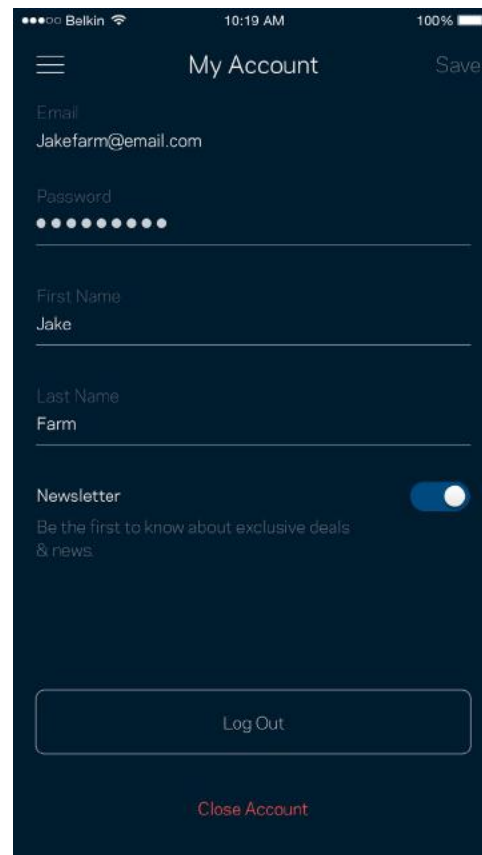 Belkin 10:19 AM 100%
My Account Save
Email
Jakefarm@email.com
Password
First Name
Jake
Last Name
Farm
Newsletter
Be the first to know about exclusive deals
& news.
Log Out
Close Account